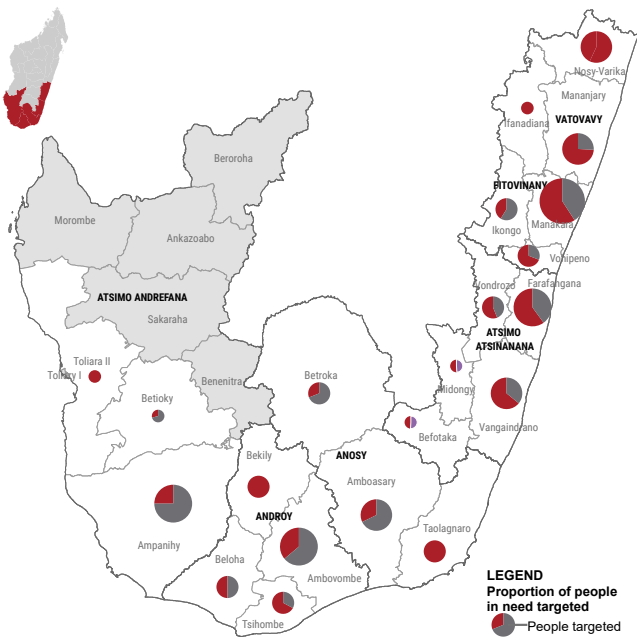 Nosy-Varika
Mananjary
Ifanadiana
VATOVAVY
Beroroha
FITOVINANY
Morombe
Manakara
Ikongo
Ankazoabo
Vohipeno
Vondrozo
Farafangana
ATSIMO ANDREFANA
Sakaraha
ATSIMO
ATSINANANA
Toliara II
Toliary I
Betroka
Benenitra
Midongy
Betioky
Vangaindrano
Befotaka
Bekily
ANOSY
Amboasary
ANDROY
Taolagnaro
Ampanihy
Beloha
Ambovombe
Tsihombe
LEGEND
Proportion of people
in need targeted
People targeted